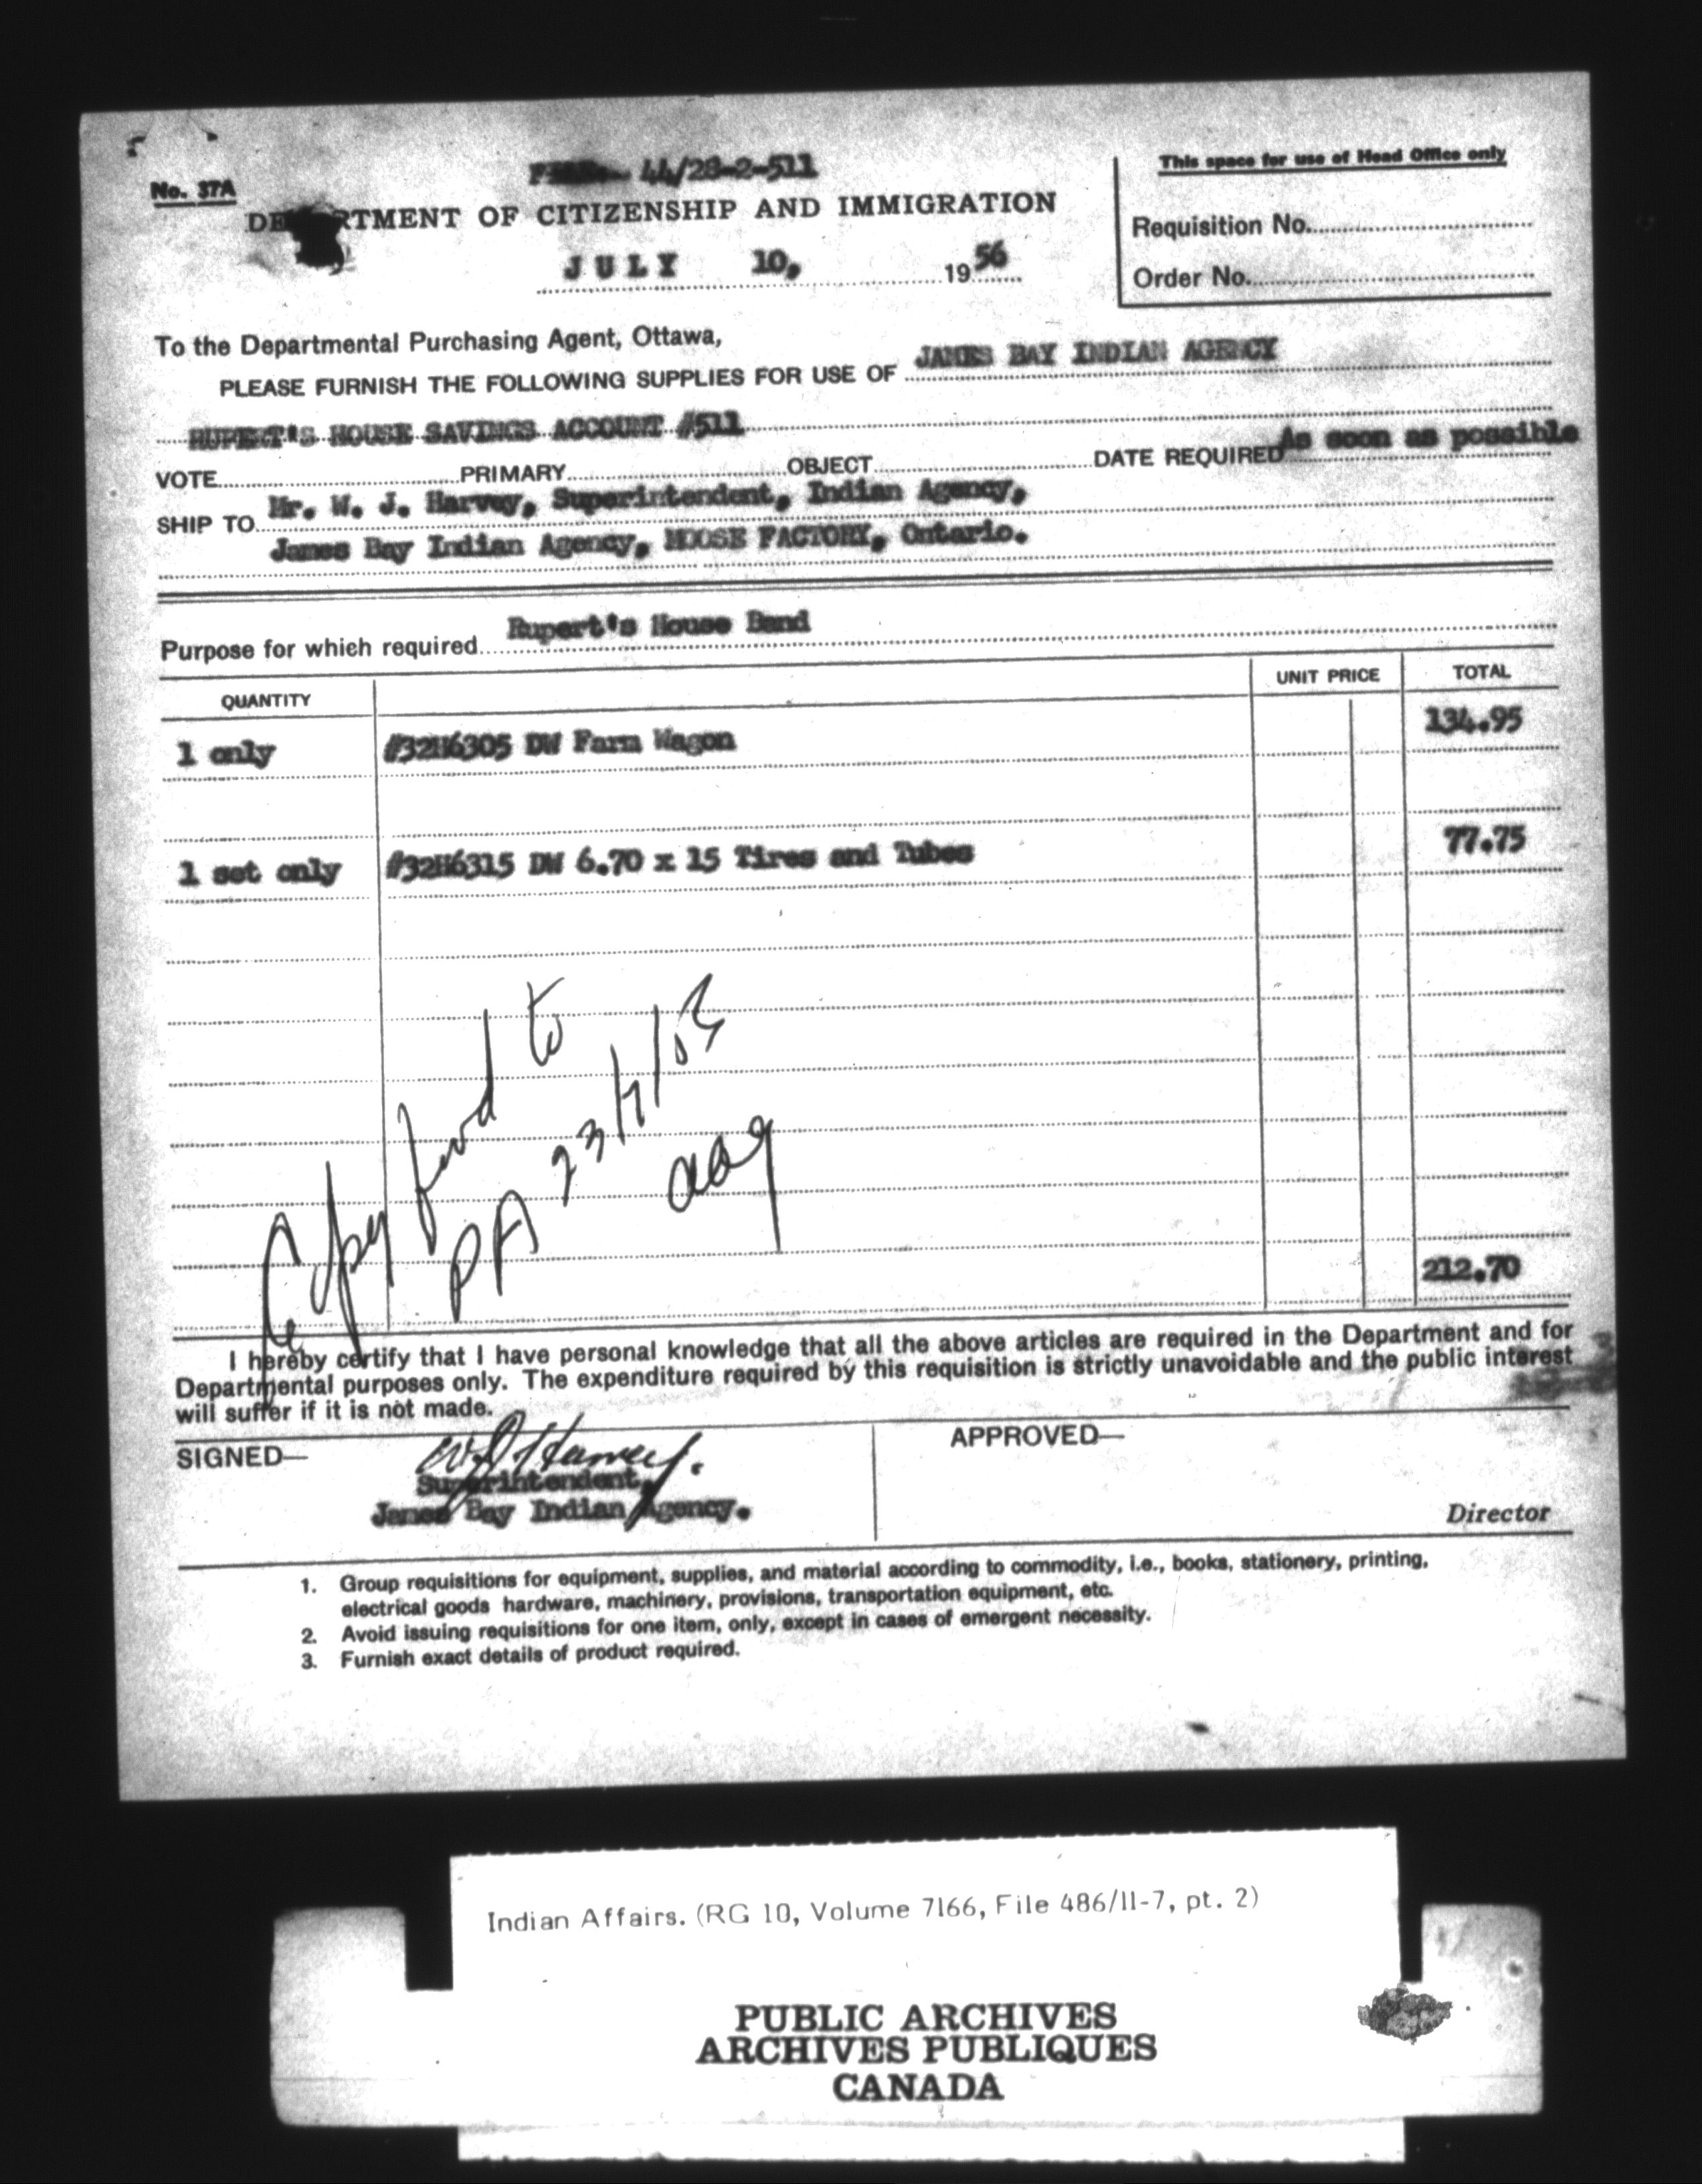 44/28-2-511
No. 37A
DEPARTMENT OF CITIZENSHIP AND IMMIGRATION
JULY 10, 1956
This space for use of Head Office only
Requisition No.
Order No.
To the Departmental Purchasing Agent, Ottawa,
PLEASE FURNISH THE FOLLOWING SUPPLIES FOR USE OF JAMES BAY INDIAN AGENCY
RUPERT'S HOUSE SAVINGS ACCOUNT #511
VOTE PRIMARY OBJECT DATE REQUIRED As soon as possible
SHIP TO Mr. W. J. Harvey, Superintendent, Indian Agency,
James Bay Indian Agency, MOOSE FACTORY, Ontario.
Purpose for which required Rupert's House Band
QUANTITY UNIT PRICE TOTAL
1 only #32H6305 DW Farm Wagon 134.95
1 set only #32H6315 DW 6.70 x 15 Tires and Tubes 77.75
Copy fwd to
PA 23/7/
212.70
I hereby certify that I have personal knowledge that all the above articles are required in the Department and for
Departmental purposes only. The expenditure required by this requisition is strictly unavoidable and the public interest
will suffer if it is not made.
SIGNED— WJ Harvey. APPROVED—
Superintendent,
James Bay Indian Agency.
Director
1. Group requisitions for equipment, supplies, and material according to commodity, i.e., books, stationery, printing,
electrical goods hardware, machinery, provisions, transportation equipment, etc.
2. Avoid issuing requisitions for one item, only, except in cases of emergent necessity.
3. Furnish exact details of product required.
Indian Affairs. (RG 10, Volume 7166, File 486/11-7, pt. 2)
PUBLIC ARCHIVES
ARCHIVES PUBLIQUES
CANADA